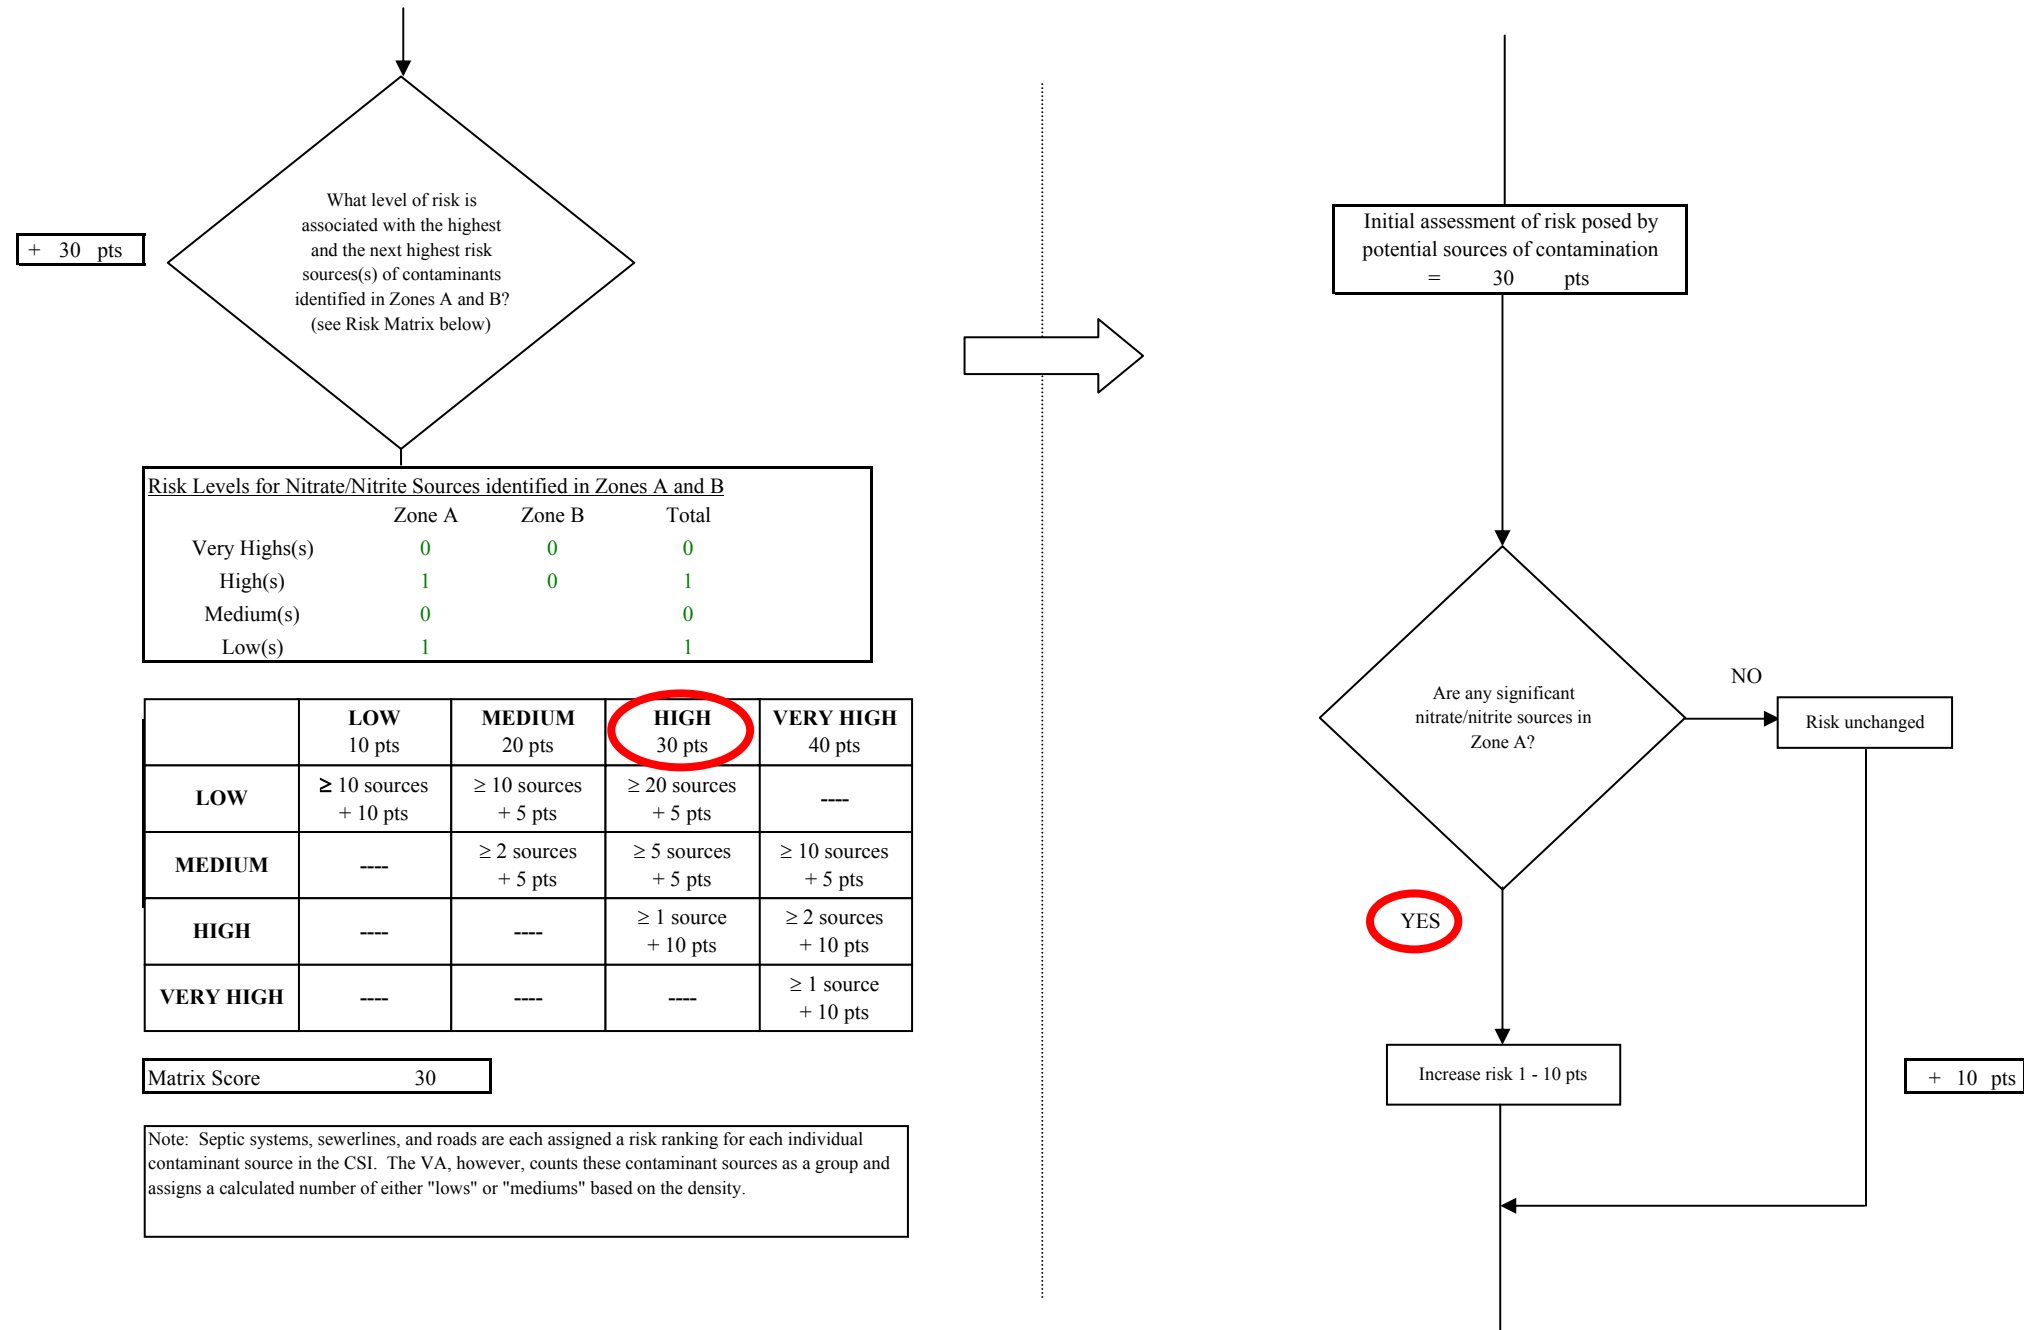 + 30 pts
What level of risk is
associated with the highest
and the next highest risk
sources(s) of contaminants
identified in Zones A and B?
(see Risk Matrix below)
Risk Levels for Nitrate/Nitrite Sources identified in Zones A and B
Zone A Zone B Total
Very Highs(s) 0 0 0
High(s) 1 0 1
Medium(s) 0 0
Low(s) 1 1
LOW MEDIUM HIGH VERY HIGH
10 pts 20 pts 30 pts 40 pts
LOW ≥ 10 sources ≥ 10 sources ≥ 20 sources ----
+ 10 pts + 5 pts + 5 pts
MEDIUM ---- ≥ 2 sources ≥ 5 sources ≥ 10 sources
+ 5 pts + 5 pts + 5 pts
HIGH ---- ---- ≥ 1 source ≥ 2 sources
+ 10 pts + 10 pts
VERY HIGH ---- ---- ---- ≥ 1 source
+ 10 pts
Matrix Score 30
Note: Septic systems, sewerlines, and roads are each assigned a risk ranking for each individual
contaminant source in the CSI. The VA, however, counts these contaminant sources as a group and
assigns a calculated number of either "lows" or "mediums" based on the density.
Initial assessment of risk posed by
potential sources of contamination
= 30 pts
Are any significant
nitrate/nitrite sources in
Zone A?
NO
Risk unchanged
YES
Increase risk 1 - 10 pts
+ 10 pts